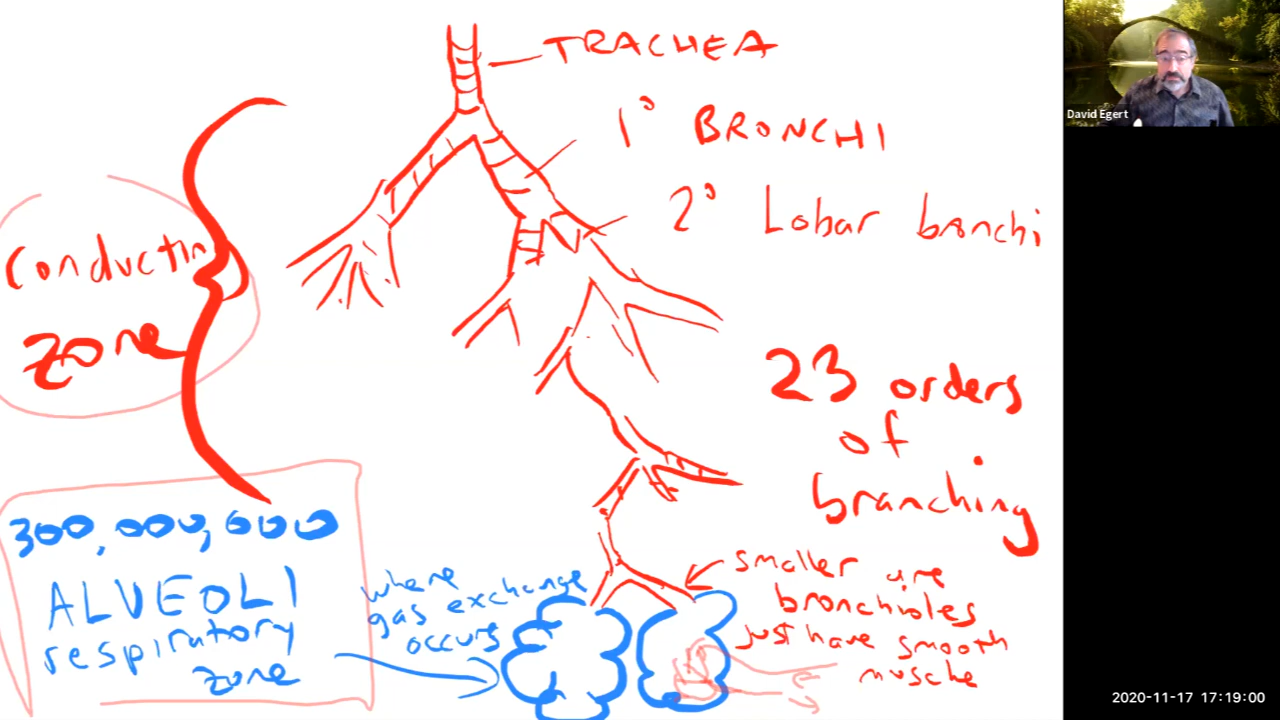 TRACHEA
1° BRONCHI
2° Lobar bronchi
Conducting
zone
23 orders
of
branching
300,000,000
ALVEOLI
respiratory
zone
where
gas exchange
occurs
smaller are
bronchioles
just have smooth
muscle
David Egert
2020-11-17 17:19:00